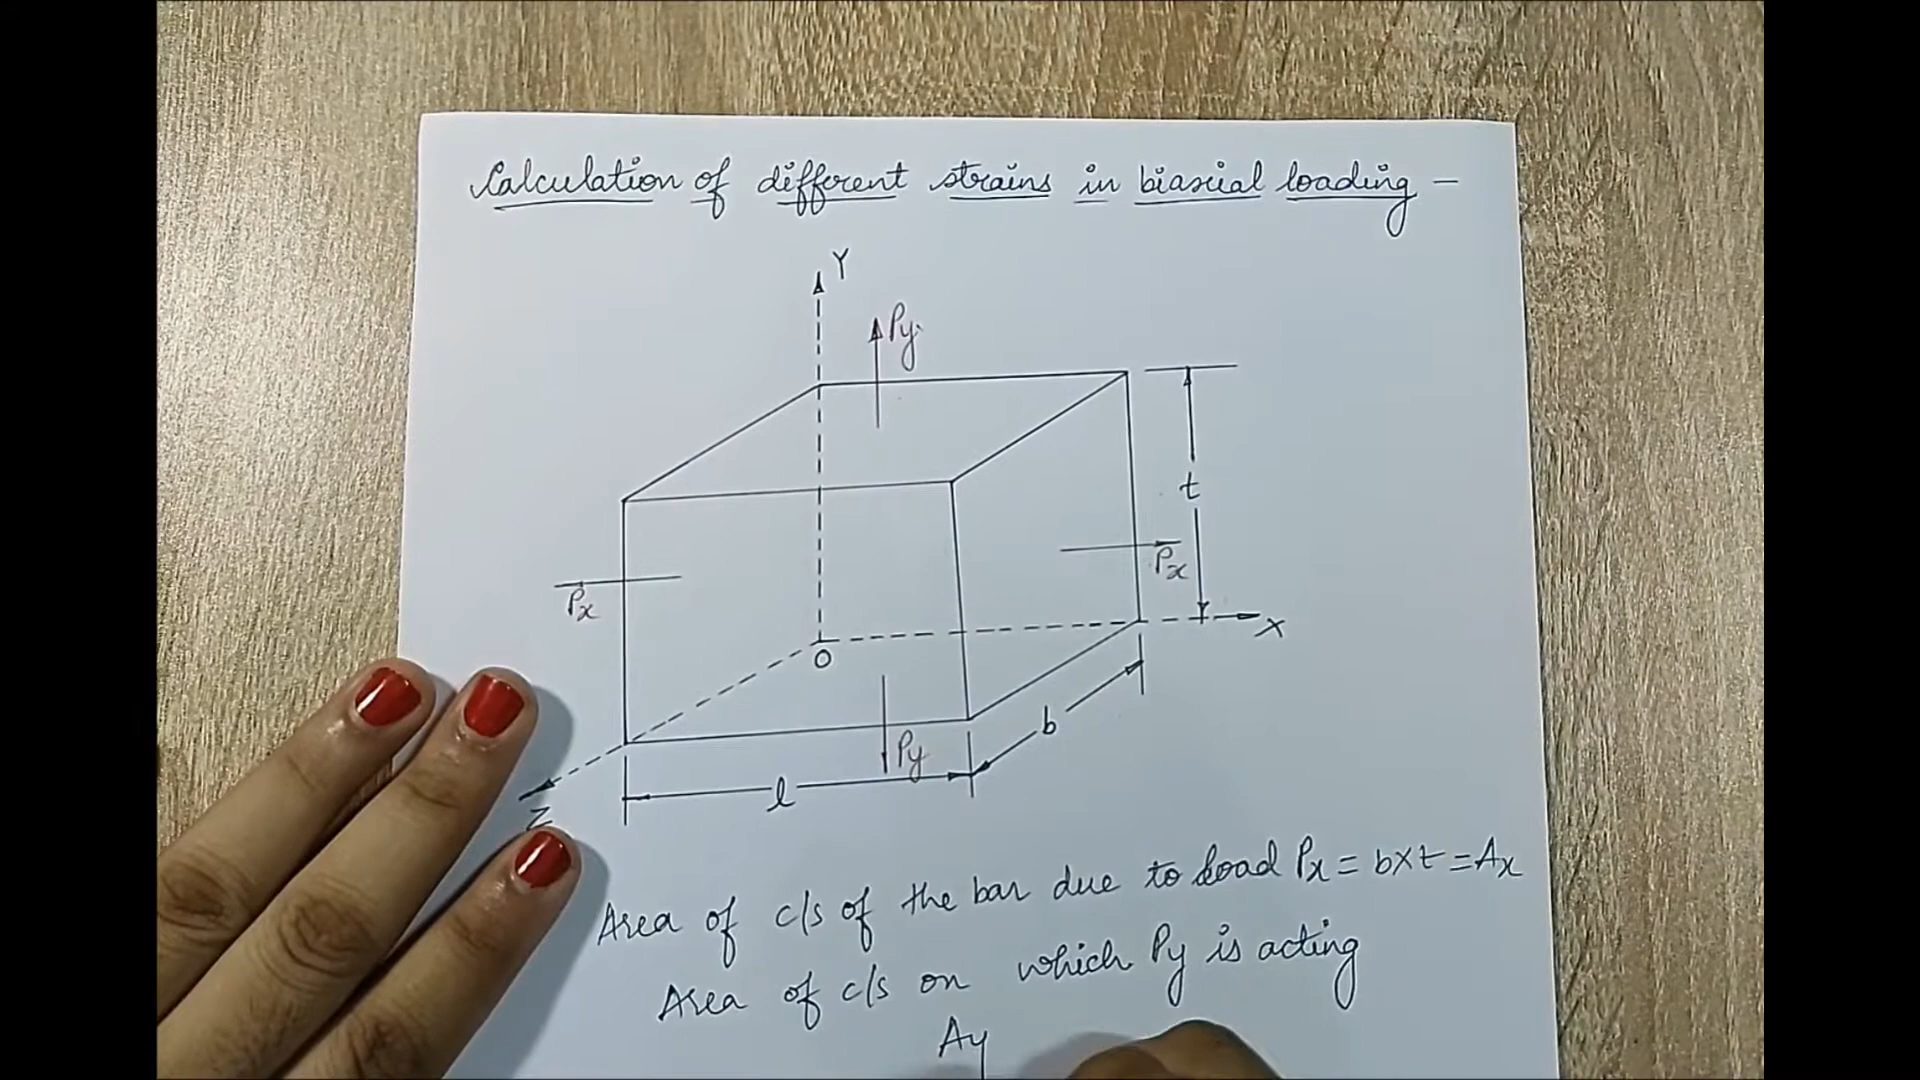 Calculation of different strains in biaxial loading -
Y
Py
t
Px
Px
X
O
b
Py
l
Z
Area of c/s of the bar due to load Px = b×t = Ax
Area of c/s on which Py is acting
Ay